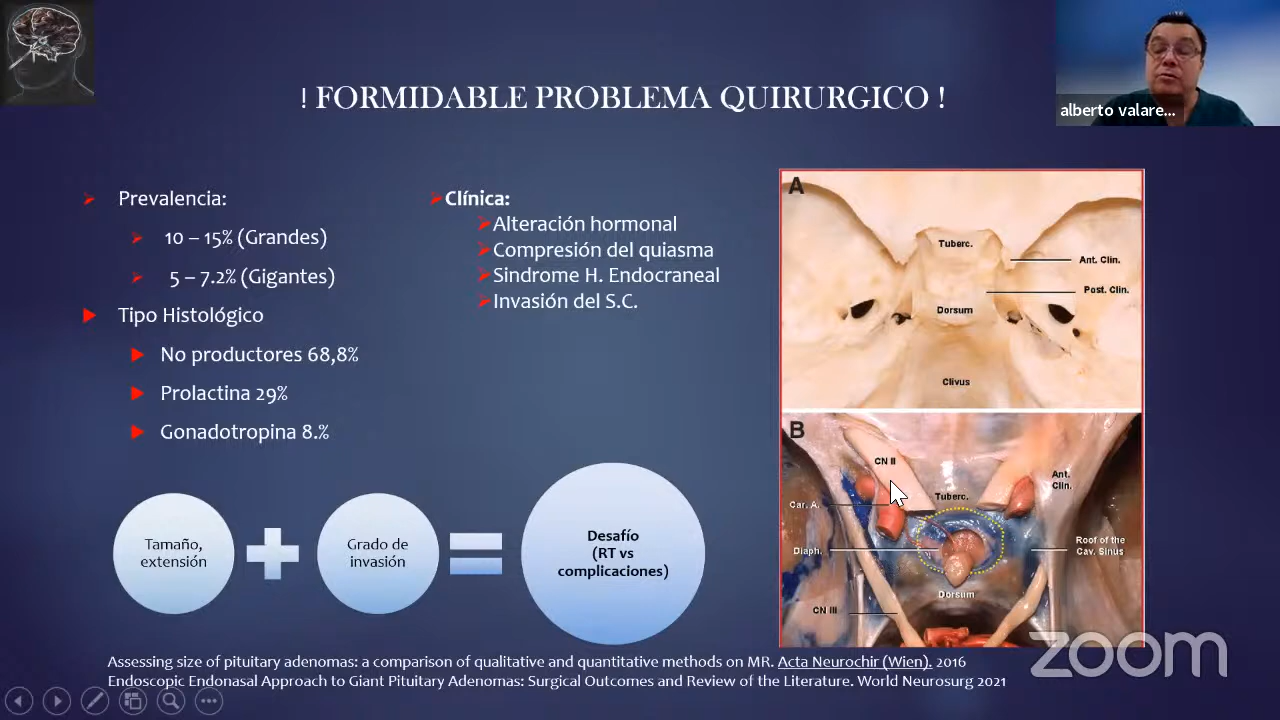 ! FORMIDABLE PROBLEMA QUIRURGICO !
alberto valare...
Prevalencia:
10 – 15% (Grandes)
5 – 7.2% (Gigantes)
Tipo Histológico
No productores 68,8%
Prolactina 29%
Gonadotropina 8.%
Clínica:
Alteración hormonal
Compresión del quiasma
Sindrome H. Endocraneal
Invasión del S.C.
Tamaño,
extensión
Grado de
invasión
Desafío
(RT vs
complicaciones)
A
Tuberc.
Ant. Clin.
Post. Clin.
Dorsum
Clivus
B
CN II
Ant.
Clin.
Tuberc.
Car. A.
Diaph.
Roof of the
Cav. Sinus
Dorsum
CN III
zoom
Assessing size of pituitary adenomas: a comparison of qualitative and quantitative methods on MR. Acta Neurochir (Wien). 2016
Endoscopic Endonasal Approach to Giant Pituitary Adenomas: Surgical Outcomes and Review of the Literature. World Neurosurg 2021